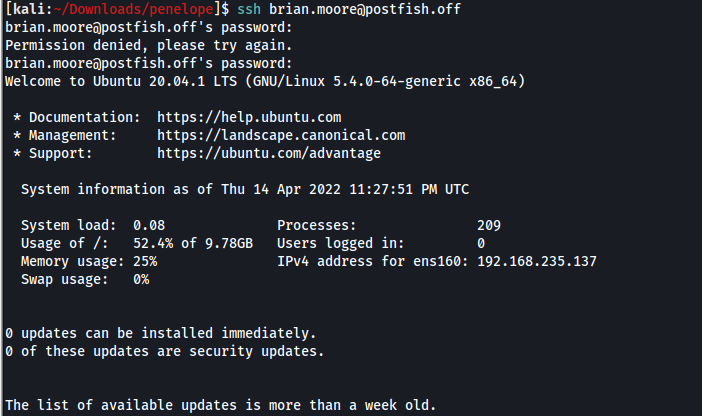 [kali:~/Downloads/penelope]$ ssh brian.moore@postfish.off
brian.moore@postfish.off's password:
Permission denied, please try again.
brian.moore@postfish.off's password:
Welcome to Ubuntu 20.04.1 LTS (GNU/Linux 5.4.0-64-generic x86_64)

 * Documentation:  https://help.ubuntu.com
 * Management:     https://landscape.canonical.com
 * Support:        https://ubuntu.com/advantage

  System information as of Thu 14 Apr 2022 11:27:51 PM UTC

  System load:  0.08              Processes:               209
  Usage of /:   52.4% of 9.78GB   Users logged in:         0
  Memory usage: 25%               IPv4 address for ens160: 192.168.235.137
  Swap usage:   0%


0 updates can be installed immediately.
0 of these updates are security updates.


The list of available updates is more than a week old.